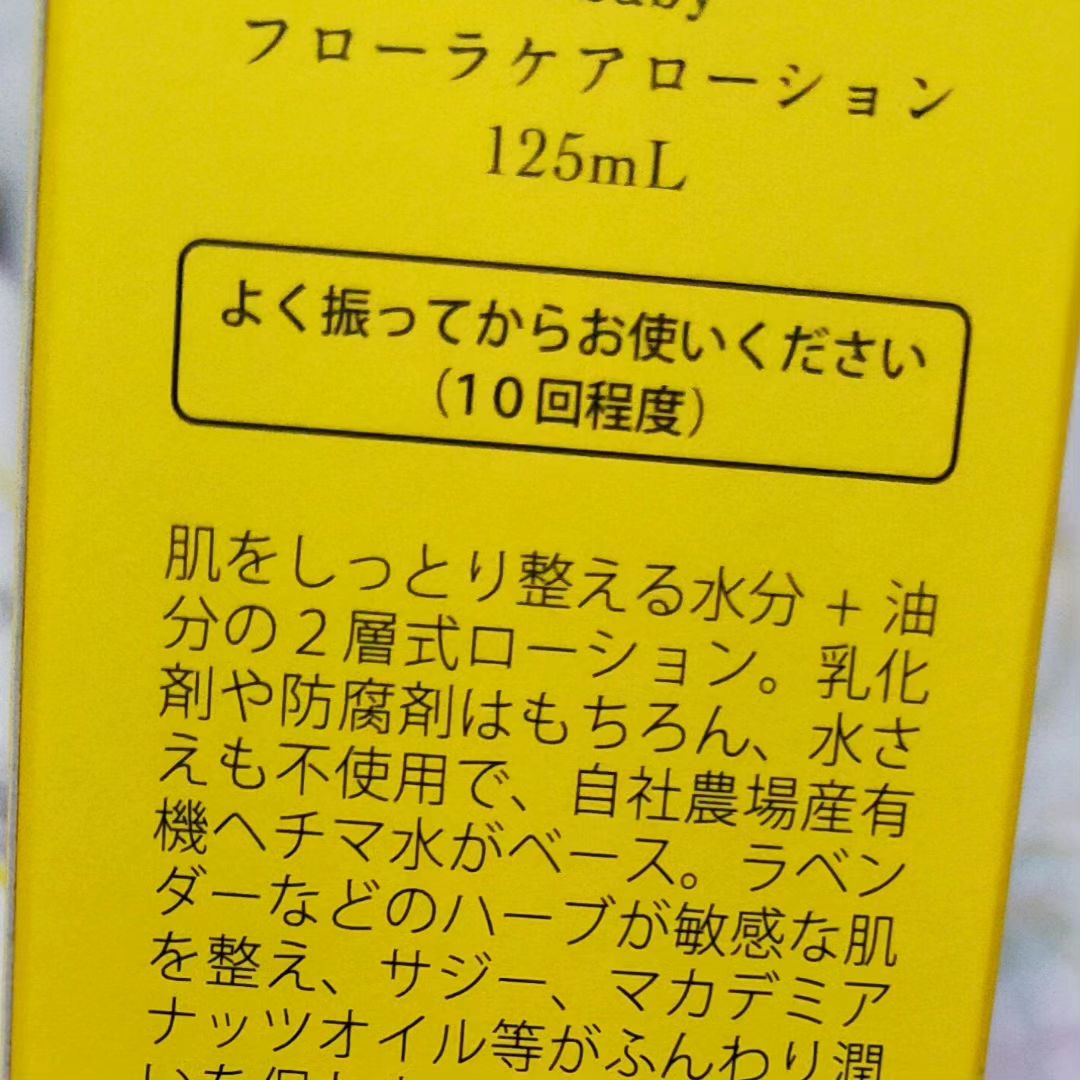 フローラケアローション
125mL
よく振ってからお使いください
（10回程度）
肌をしっとり整える水分 + 油
分の2層式ローション。乳化
剤や防腐剤はもちろん、水さ
えも不使用で、自社農場産有
機ヘチマ水がベース。ラベン
ダーなどのハーブが敏感な肌
を整え、サジー、マカデミア
ナッツオイル等がふんわり潤